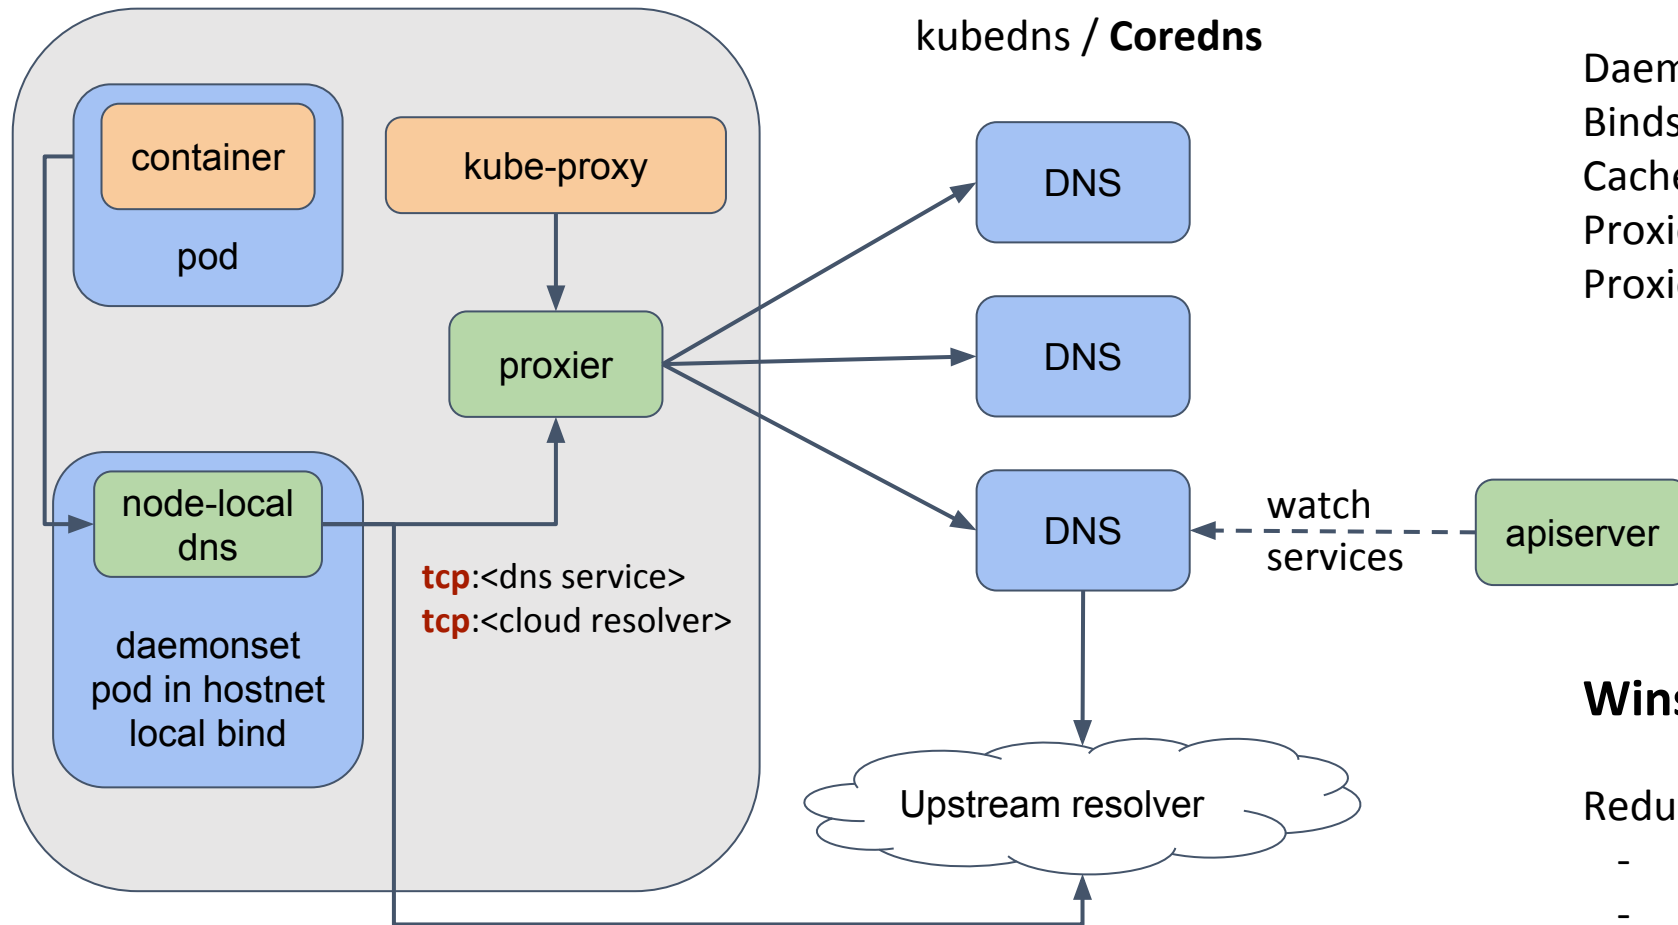 kubedns / Coredns
container
pod
kube-proxy
proxier
node-local
dns
daemonset
pod in hostnet
local bind
tcp:<dns service>
tcp:<cloud resolver>
DNS
DNS
DNS
watch
services
apiserver
Upstream resolver
-
-